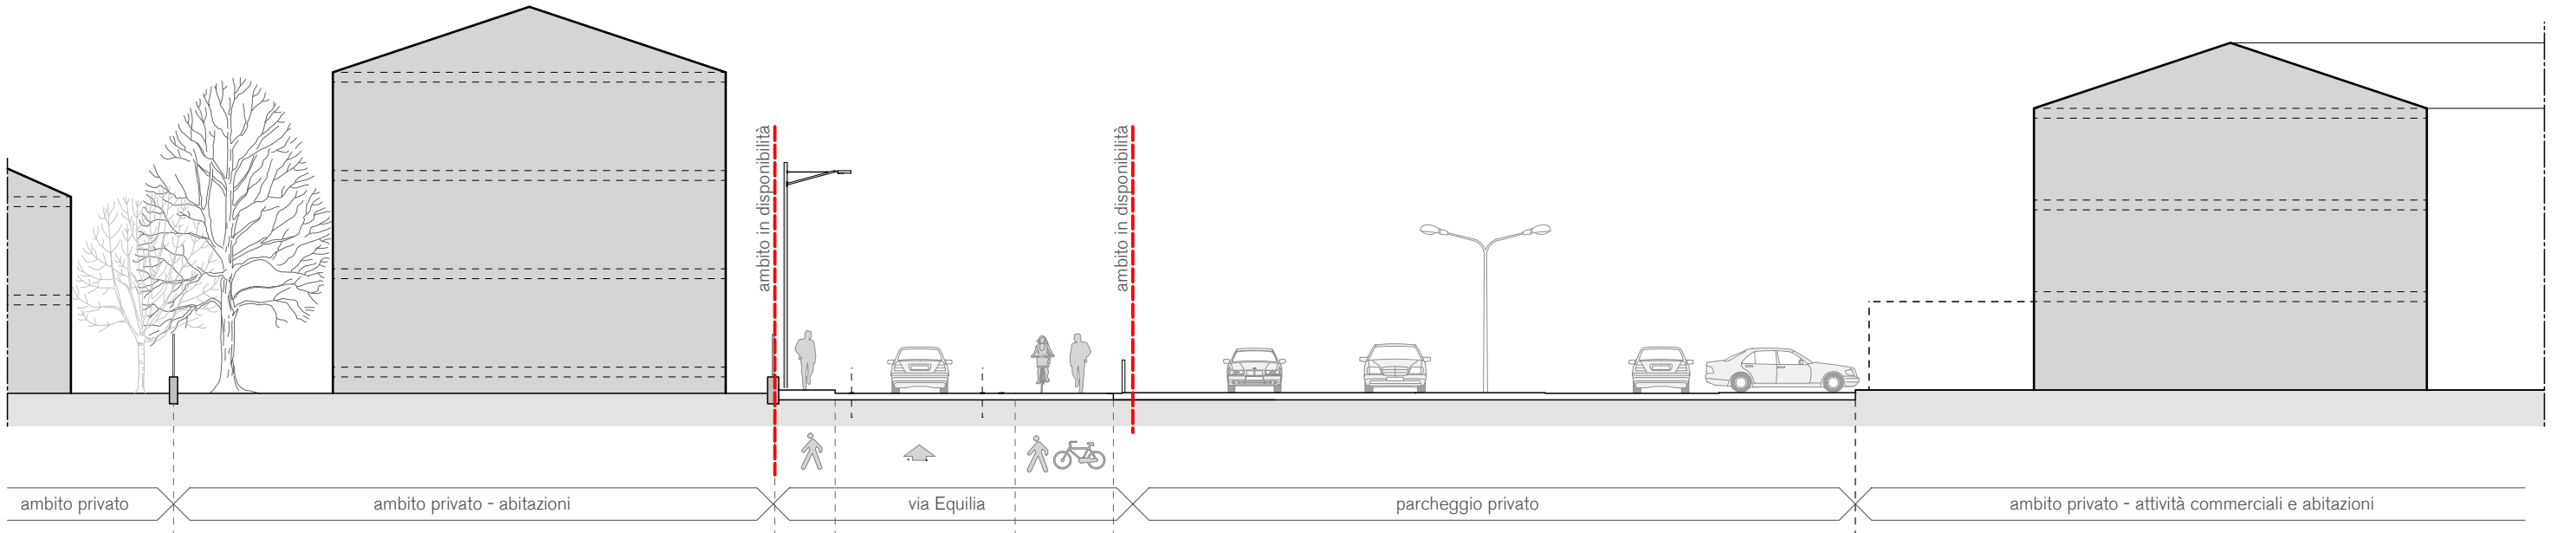 ambito in disponibilità
ambito in disponibilità
ambito privato
ambito privato - abitazioni
via Equilia
parcheggio privato
ambito privato - attività commerciali e abitazioni